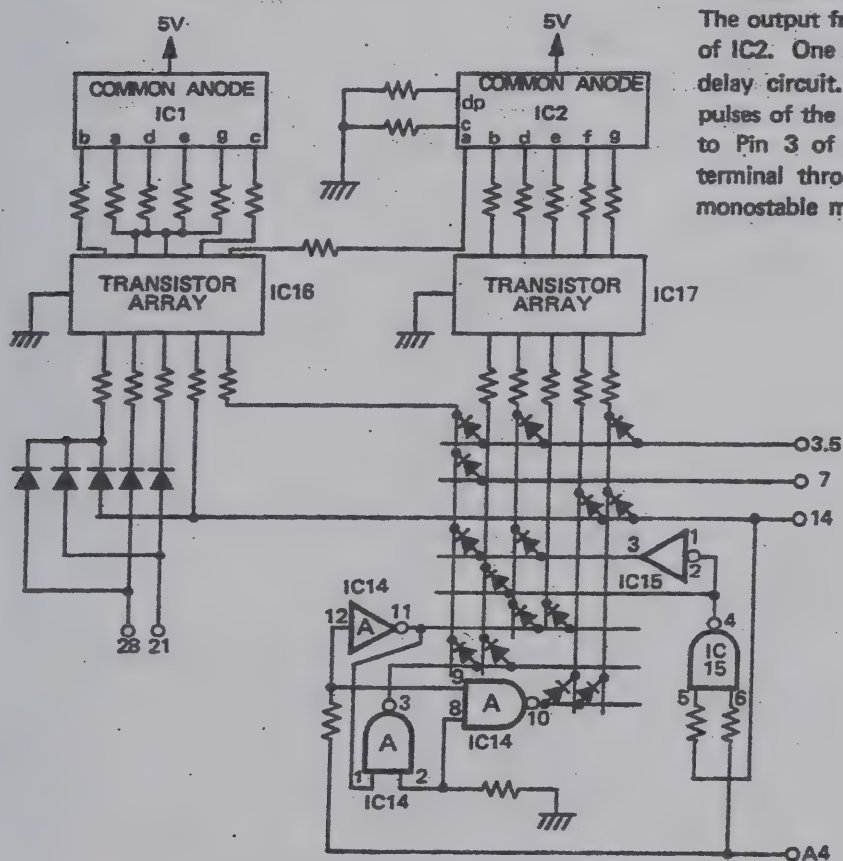 5V
5V
The output
of IC2. One
delay circuit.
pulses of the
to Pin 3 of
terminal
monostable
COMMON ANODE
IC1
b a d e g c
COMMON ANODE
dp
IC2
c
a b d e f g
TRANSISTOR
ARRAY
IC16
TRANSISTOR
ARRAY
IC17
3.5
7
14
3
1
2
IC15
IC14
12
A
11
28
21
4
IC
15
5
6
9
8
A
10
IC14
3
A
1
2
IC14
A4